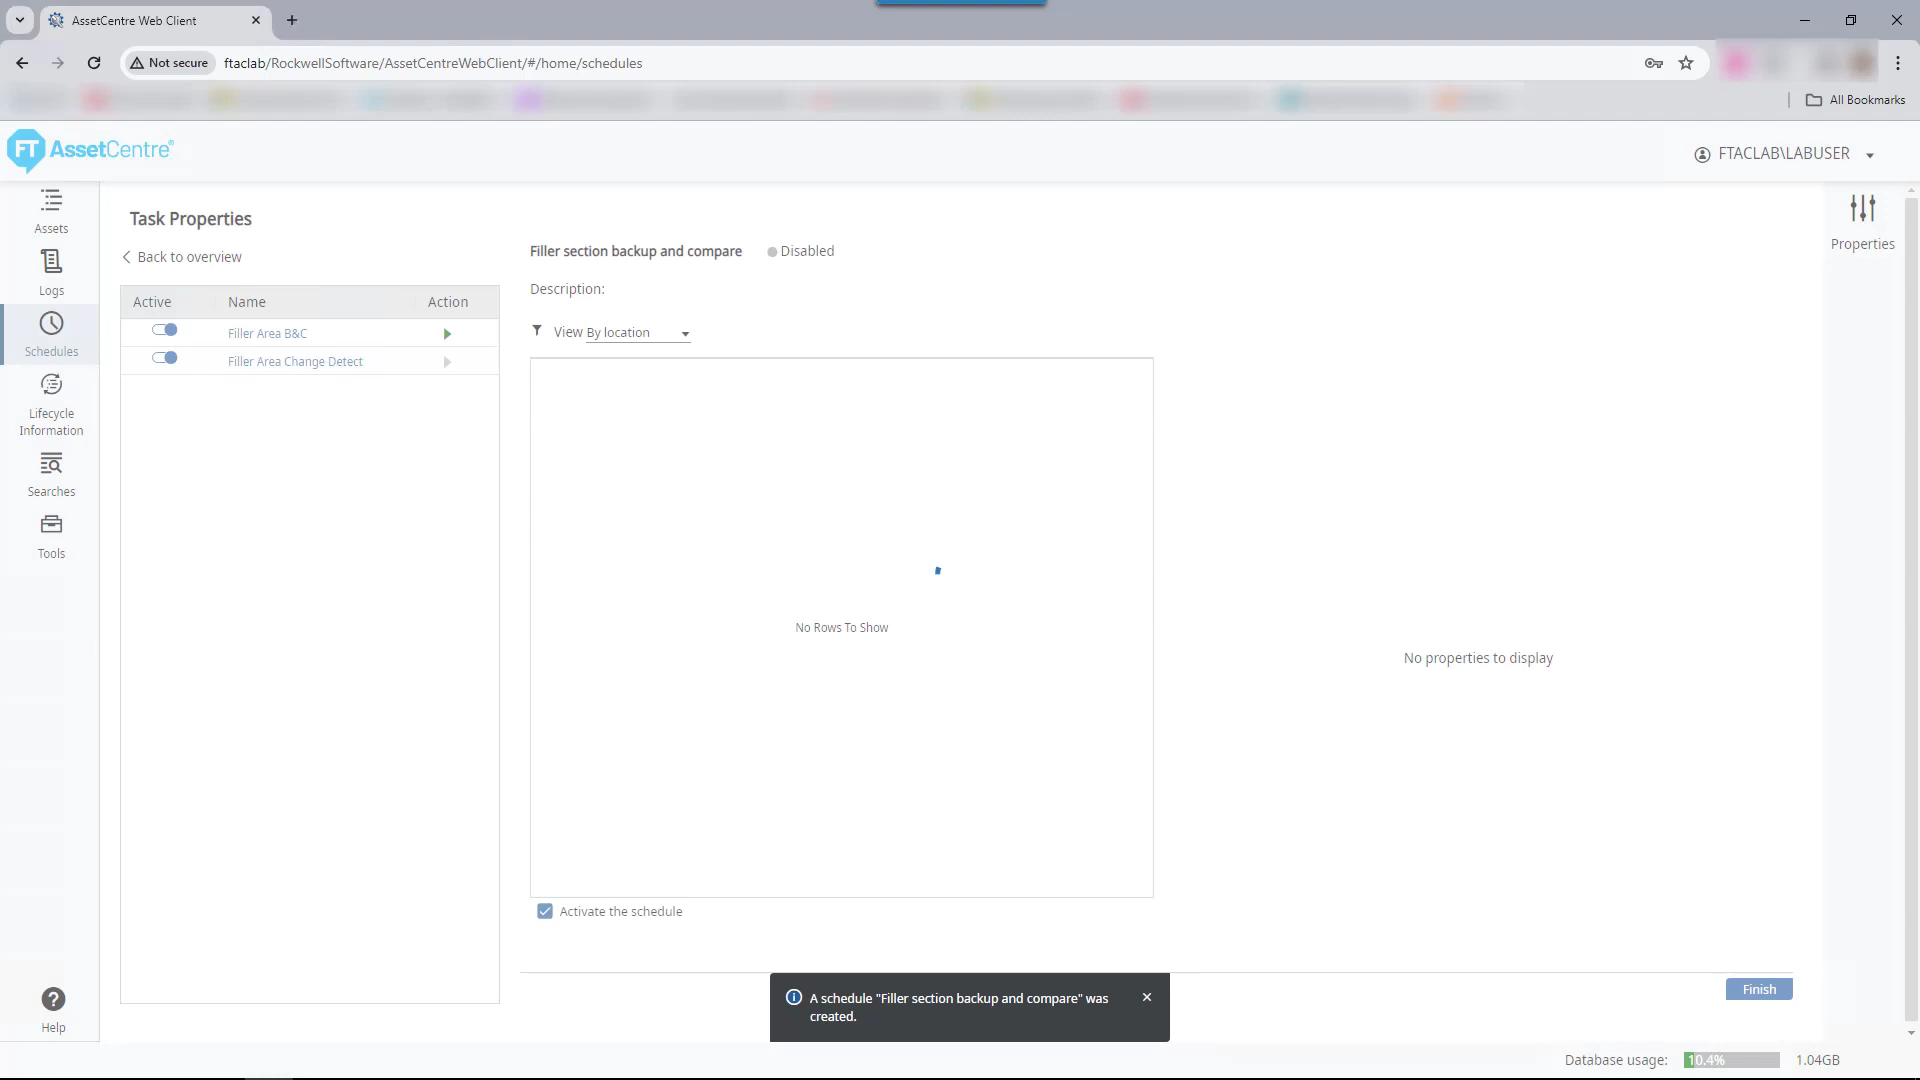 AssetCentre Web Client
Not secure
ftaclab/RockwellSoftware/AssetCentreWebClient/#/home/schedules
All Bookmarks
FT AssetCentre®
FTACLAB\LABUSER
Assets
Logs
Schedules
Lifecycle
Information
Searches
Tools
Help
Task Properties
Back to overview
Active Name Action
Filler Area B&C
Filler Area Change Detect
Filler section backup and compare Disabled
Description:
View By location
No Rows To Show
Activate the schedule
No properties to display
Properties
Finish
A schedule "Filler section backup and compare" was
created.
Database usage: 10.4% 1.04GB